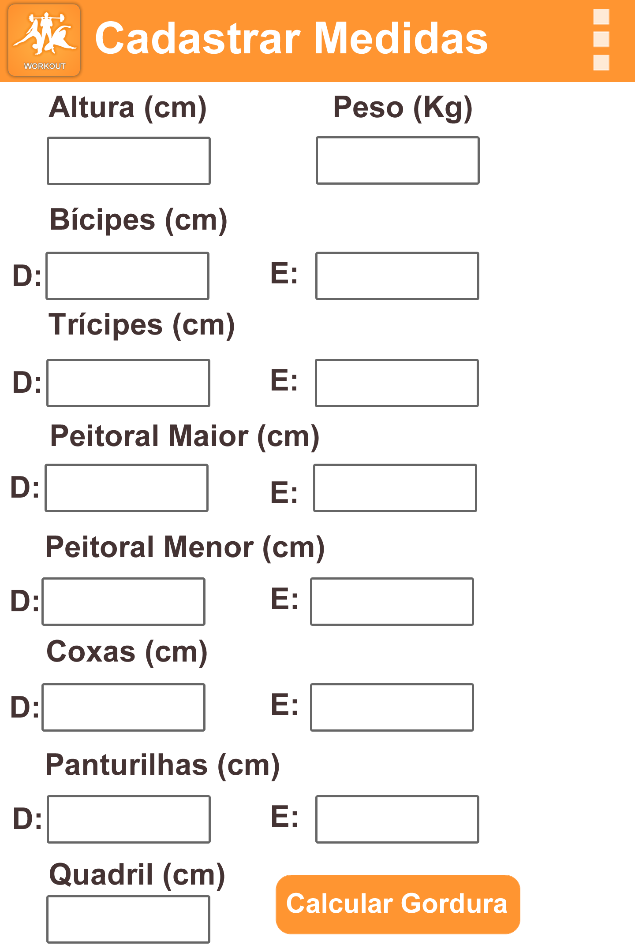 WORKOUT
Cadastrar Medidas
Altura (cm) Peso (Kg)
Bícipes (cm)
D: E:
Trícipes (cm)
D: E:
Peitoral Maior (cm)
D: E:
Peitoral Menor (cm)
D: E:
Coxas (cm)
D: E:
Panturilhas (cm)
D: E:
Quadril (cm)
Calcular Gordura